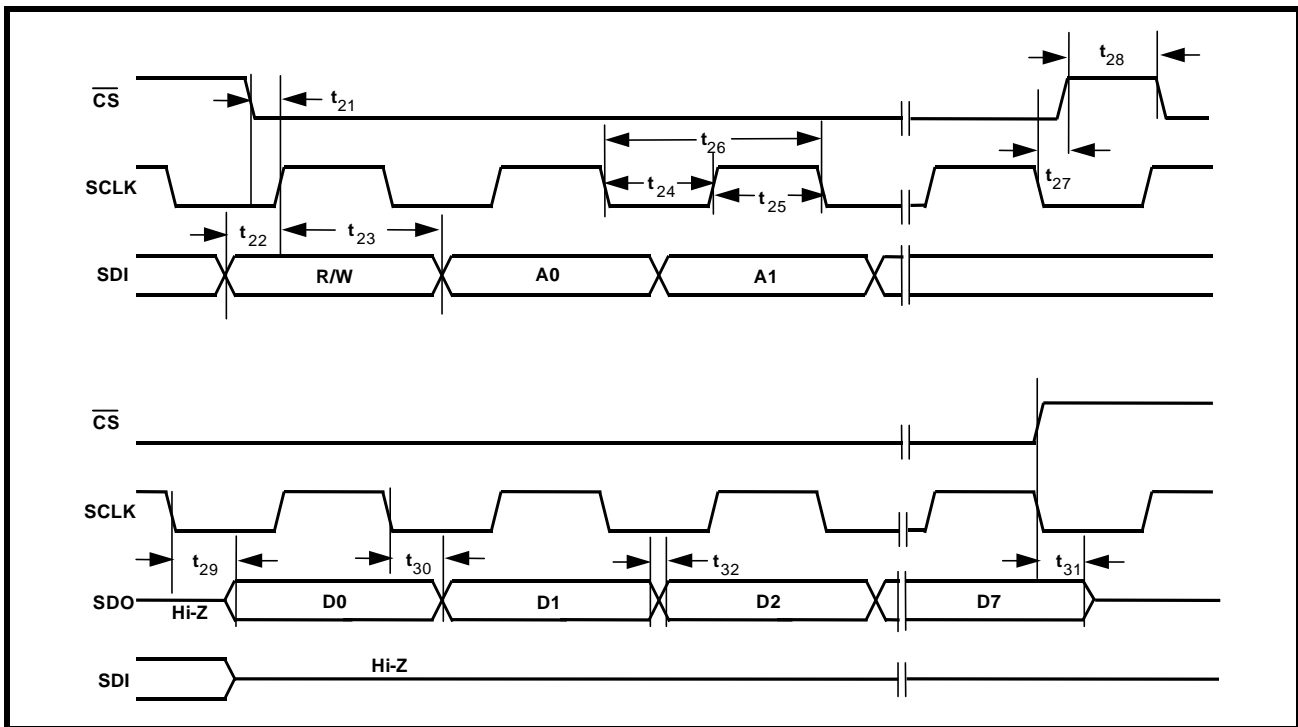 t28
CS
t21
t26
SCLK
t24
t25
t27
t22
t23
SDI
R/W
A0
A1
CS
SCLK
t29
t30
t32
t31
SDO
Hi-Z
D0
D1
D2
D7
SDI
Hi-Z